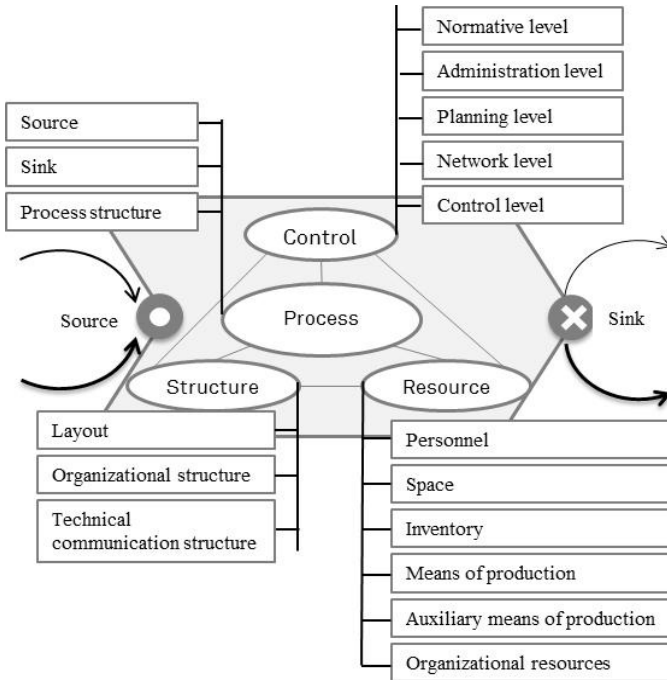 Normative level
Administration level
Planning level
Network level
Control level
Source
Sink
Process structure
Control
Process
Source
Sink
Structure
Resource
Layout
Organizational structure
Technical
communication structure
Personnel
Space
Inventory
Means of production
Auxiliary means of production
Organizational resources